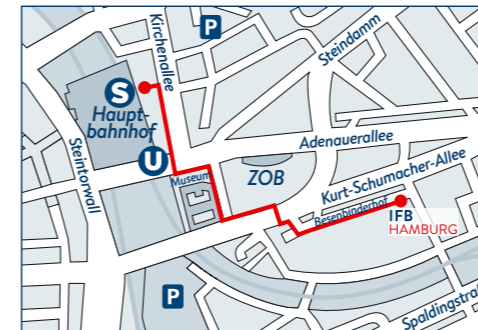 Kirchenallee
P
Steindamm
S
Haupt-
bahnhof
Steintorwall
U
Museum
ZOB
Adenauerallee
Kurt-Schumacher-Allee
Besenbinderhof
IFB
HAMBURG
P
Spaldingstra